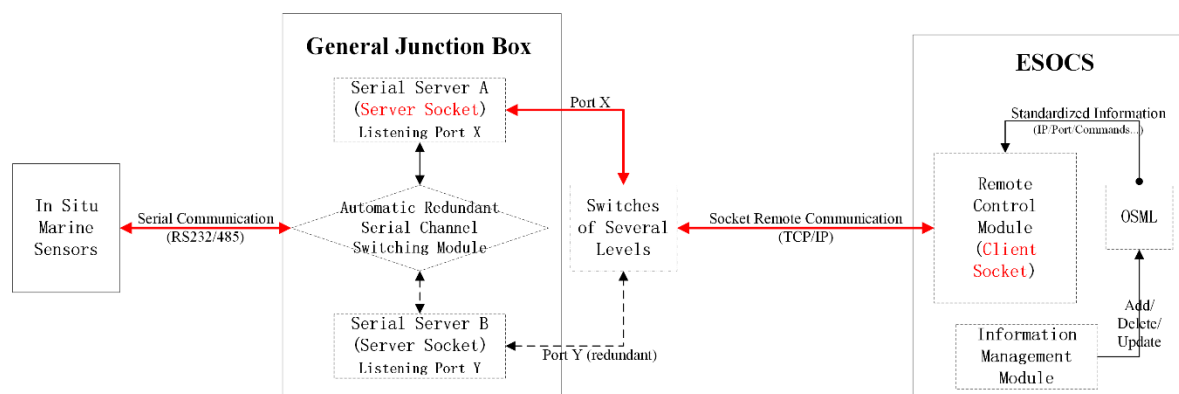 General Junction Box
Serial Server A
(Server Socket)
Listening Port X
Port X
In Situ
Marine
Sensors
Serial Communication
(RS232/485)
Automatic Redundant
Serial Channel
Switching Module
Serial Server B
(Server Socket)
Listening Port Y
Port Y (redundant)
Switches
of Several
Levels
Socket Remote Communication
(TCP/IP)
ESOCS
Standardized Information
(IP/Port/Commands...)
Remote
Control
Module
(Client
Socket)
OSML
Add/
Delete/
Update
Information
Management
Module